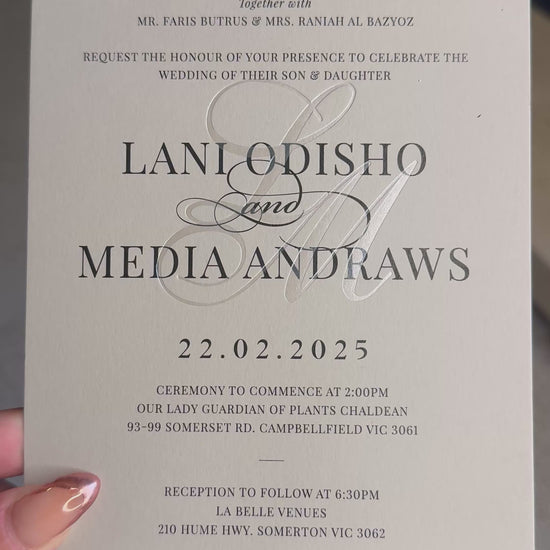 Together with
MR. FARIS BUTRUS & MRS. RANIAH AL BAZYOZ
REQUEST THE HONOUR OF YOUR PRESENCE TO CELEBRATE THE
WEDDING OF THEIR SON & DAUGHTER
LM
LANI ODISHO
and
MEDIA ANDRAWS
22.02.2025
CEREMONY TO COMMENCE AT 2:00PM
OUR LADY GUARDIAN OF PLANTS CHALDEAN
93-99 SOMERSET RD. CAMPBELLFIELD VIC 3061
RECEPTION TO FOLLOW AT 6:30PM
LA BELLE VENUES
210 HUME HWY. SOMERTON VIC 3062